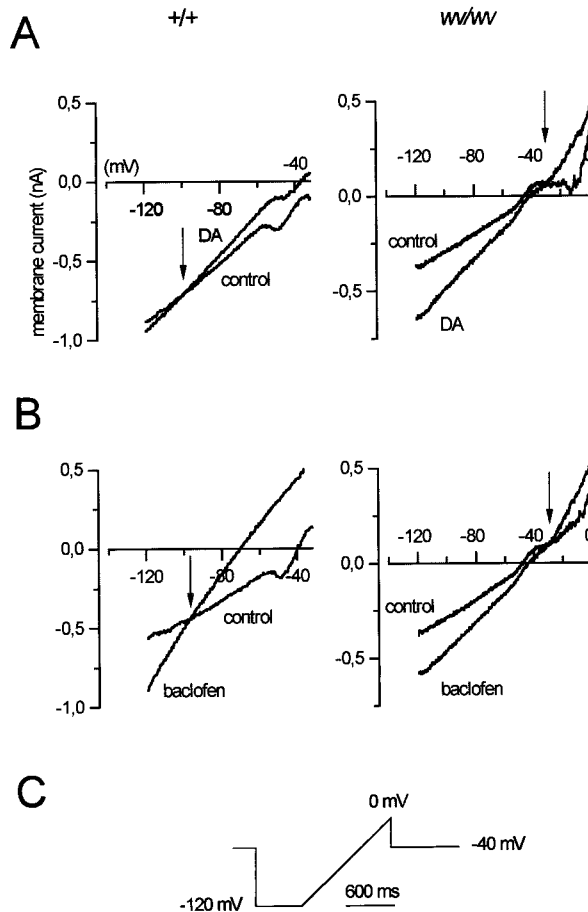 A
+/+
wv/wv
membrane current (nA)
0,5
0,0
-0,5
-1,0
(mV)
-120
-80
-40
DA
control
0,5
0
-0,5
-120
-80
-40
control
DA
B
0,5
0,0
-0,5
-1,0
-120
-80
-40
control
baclofen
0,5
0
-0,5
-120
-80
-40
0
control
baclofen
C
0 mV
-40 mV
-120 mV
600 ms